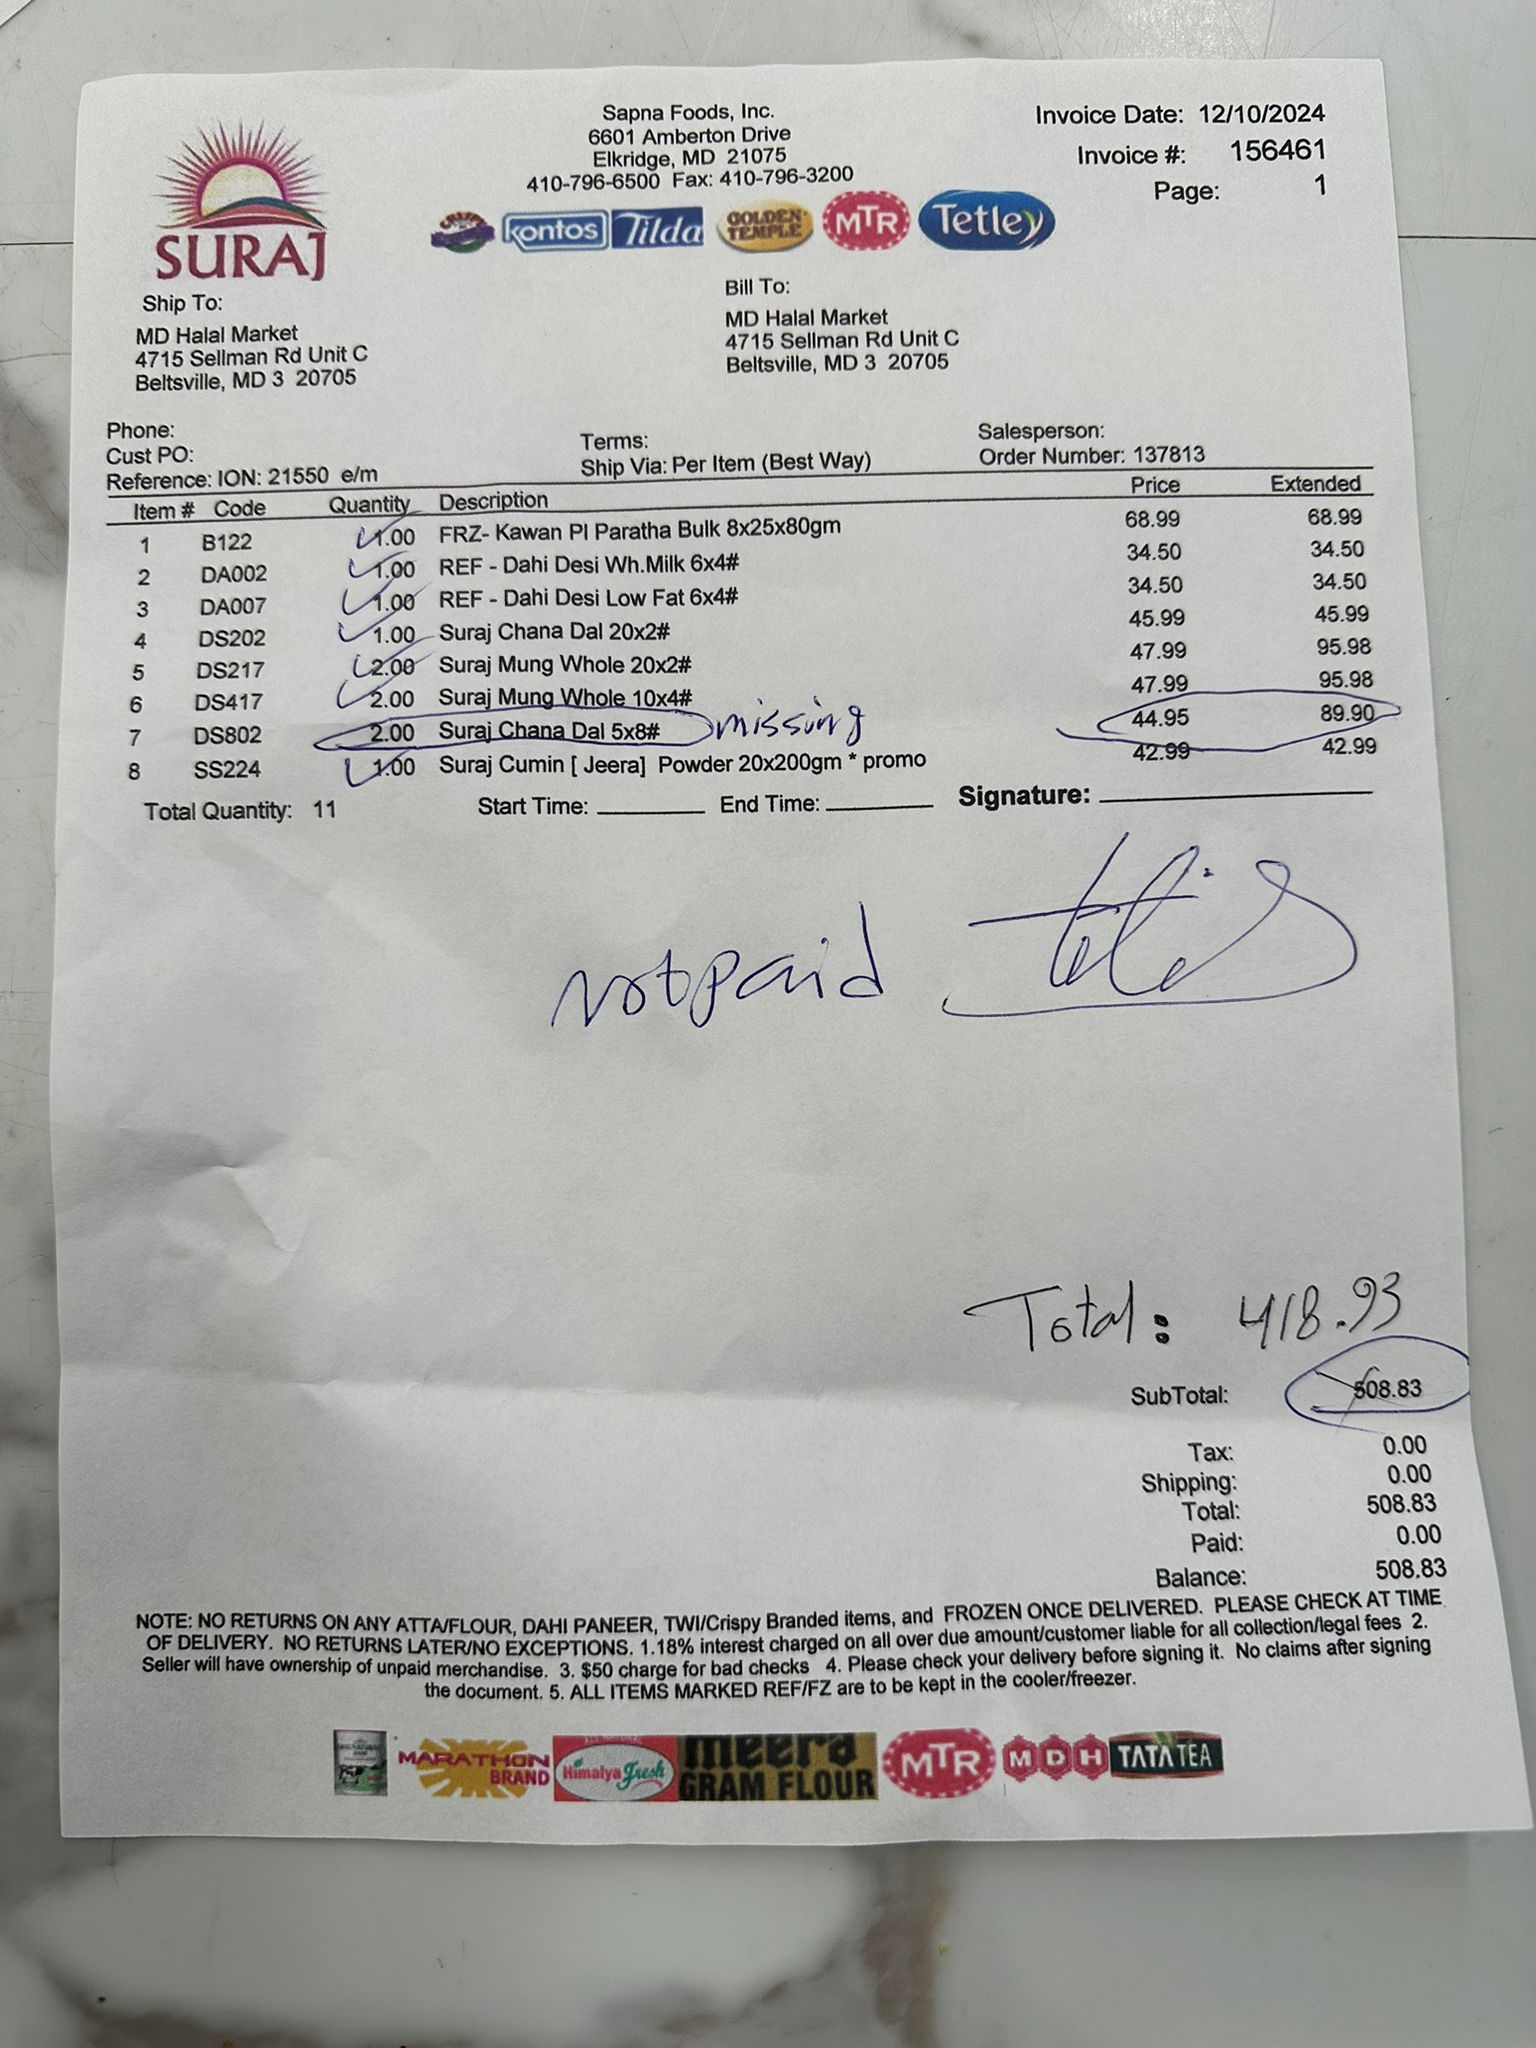 Sapna Foods, Inc.
6601 Amberton Drive
Elkridge, MD 21075
410-796-6500 Fax: 410-796-3200
Invoice Date: 12/10/2024
Invoice #: 156461
Page: 1
SURAJ
kontos Tilda GOLDEN TEMPLE MTR Tetley
Ship To:
MD Halal Market
4715 Sellman Rd Unit C
Beltsville, MD 3 20705
Bill To:
MD Halal Market
4715 Sellman Rd Unit C
Beltsville, MD 3 20705
Phone:
Cust PO:
Reference: ION: 21550 e/m
Terms:
Ship Via: Per Item (Best Way)
Salesperson:
Order Number: 137813
Item # Code Quantity Description Price Extended
1 B122 1.00 FRZ- Kawan Pl Paratha Bulk 8x25x80gm 68.99 68.99
2 DA002 1.00 REF - Dahi Desi Wh.Milk 6x4# 34.50 34.50
3 DA007 1.00 REF - Dahi Desi Low Fat 6x4# 34.50 34.50
4 DS202 1.00 Suraj Chana Dal 20x2# 45.99 45.99
5 DS217 2.00 Suraj Mung Whole 20x2# 47.99 95.98
6 DS417 2.00 Suraj Mung Whole 10x4# 47.99 95.98
7 DS802 2.00 Suraj Chana Dal 5x8# missing 44.95 89.90
8 SS224 1.00 Suraj Cumin [ Jeera] Powder 20x200gm * promo 42.99 42.99
Total Quantity: 11 Start Time: End Time: Signature:
not paid
Total: 418.93
SubTotal: 508.83
Tax: 0.00
Shipping: 0.00
Total: 508.83
Paid: 0.00
Balance: 508.83
NOTE: NO RETURNS ON ANY ATTA/FLOUR, DAHI PANEER, TWI/Crispy Branded items, and FROZEN ONCE DELIVERED. PLEASE CHECK AT TIME
OF DELIVERY. NO RETURNS LATER/NO EXCEPTIONS. 1.18% interest charged on all over due amount/customer liable for all collection/legal fees 2.
Seller will have ownership of unpaid merchandise. 3. $50 charge for bad checks 4. Please check your delivery before signing it. No claims after signing
the document. 5. ALL ITEMS MARKED REF/FZ are to be kept in the cooler/freezer.
MARATHON BRAND Himalya Fresh meera GRAM FLOUR MTR MDH TATA TEA